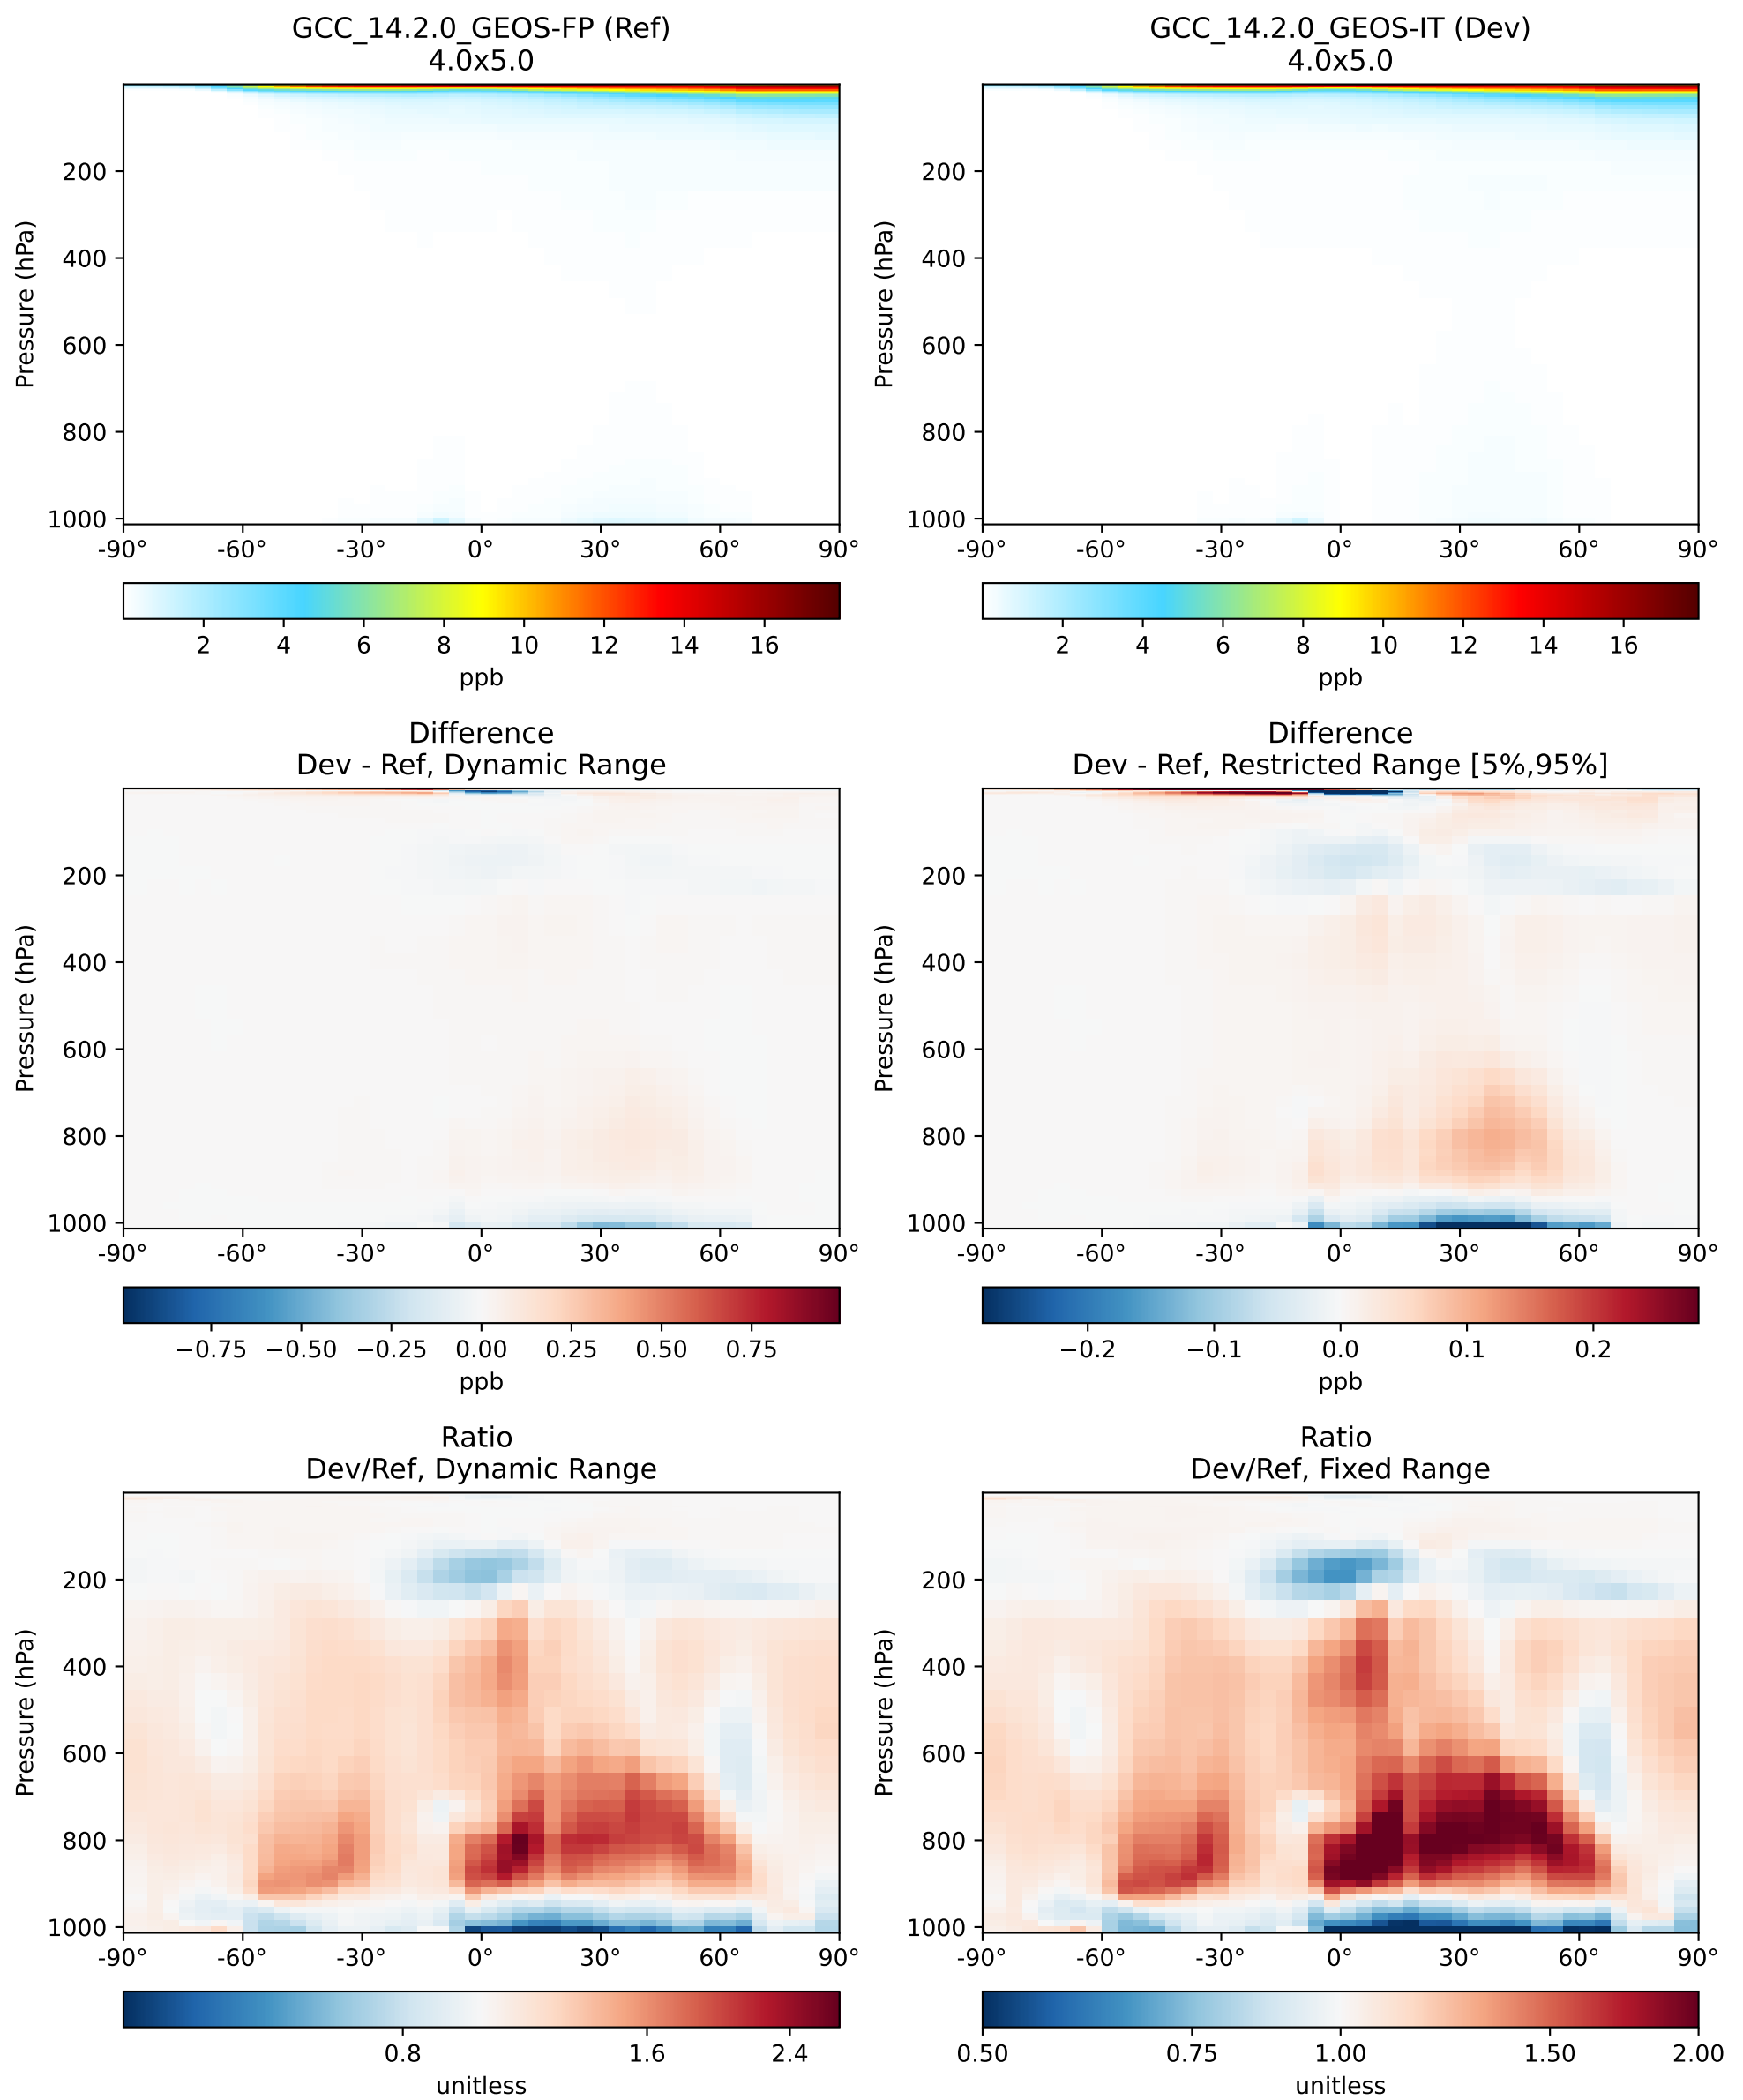 GCC_14.2.0_GEOS-FP (Ref)
4.0x5.0
GCC_14.2.0_GEOS-IT (Dev)
4.0x5.0
Pressure (hPa)
200
400
600
800
1000
-90° -60° -30° 0° 30° 60° 90°
2 4 6 8 10 12 14 16
ppb
Pressure (hPa)
200
400
600
800
1000
-90° -60° -30° 0° 30° 60° 90°
2 4 6 8 10 12 14 16
ppb
Difference
Dev - Ref, Dynamic Range
Pressure (hPa)
200
400
600
800
1000
-90° -60° -30° 0° 30° 60° 90°
−0.75 −0.50 −0.25 0.00 0.25 0.50 0.75
ppb
Difference
Dev - Ref, Restricted Range [5%,95%]
Pressure (hPa)
200
400
600
800
1000
-90° -60° -30° 0° 30° 60° 90°
−0.2 −0.1 0.0 0.1 0.2
ppb
Ratio
Dev/Ref, Dynamic Range
Pressure (hPa)
200
400
600
800
1000
-90° -60° -30° 0° 30° 60° 90°
0.8 1.6 2.4
unitless
Ratio
Dev/Ref, Fixed Range
Pressure (hPa)
200
400
600
800
1000
-90° -60° -30° 0° 30° 60° 90°
0.50 0.75 1.00 1.50 2.00
unitless